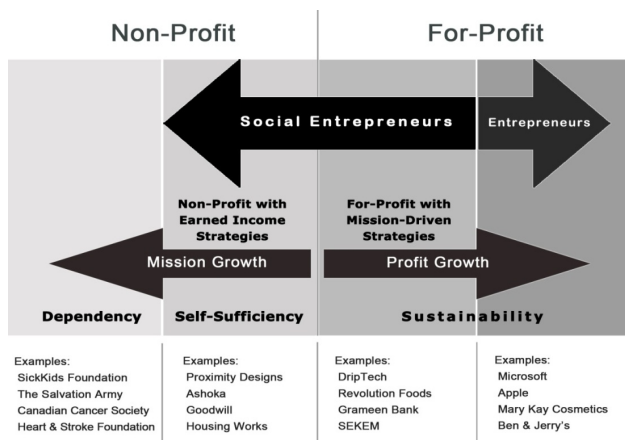 Non-Profit
For-Profit
Social Entrepreneurs
Entrepreneurs
Non-Profit with
Earned Income
Strategies
For-Profit with
Mission-Driven
Strategies
Mission Growth
Profit Growth
Dependency
Self-Sufficiency
Sustainability
Examples:
SickKids Foundation
The Salvation Army
Canadian Cancer Society
Heart & Stroke Foundation
Examples:
Proximity Designs
Ashoka
Goodwill
Housing Works
Examples:
DripTech
Revolution Foods
Grameen Bank
SEKEM
Examples:
Microsoft
Apple
Mary Kay Cosmetics
Ben & Jerry's